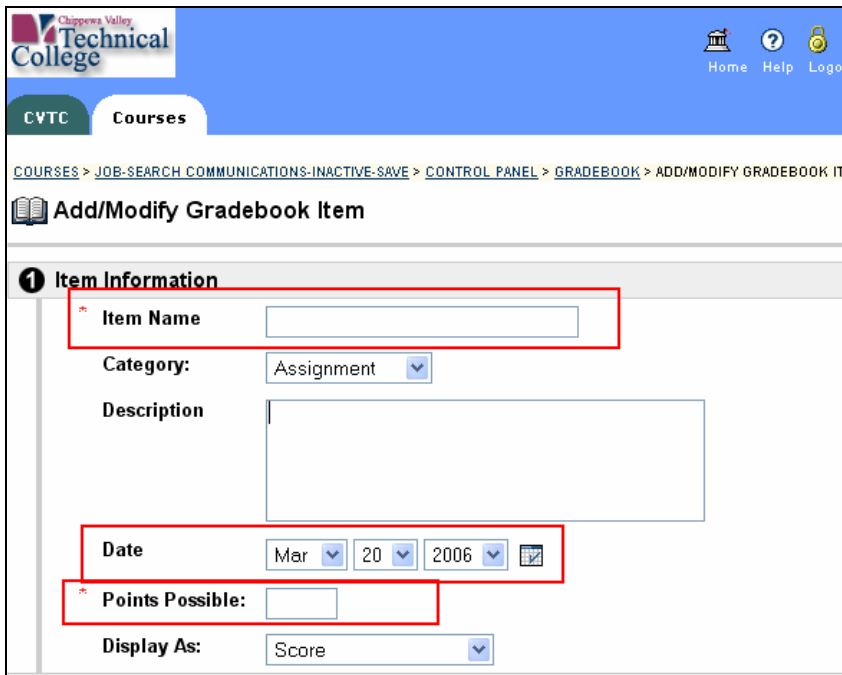 Chippewa Valley
Technical
College
Home Help Logo
CVTC Courses
COURSES > JOB-SEARCH COMMUNICATIONS-INACTIVE-SAVE > CONTROL PANEL > GRADEBOOK > ADD/MODIFY GRADEBOOK IT
Add/Modify Gradebook Item
1 Item Information
* Item Name
Category: Assignment
Description
Date Mar 20 2006
* Points Possible:
Display As: Score